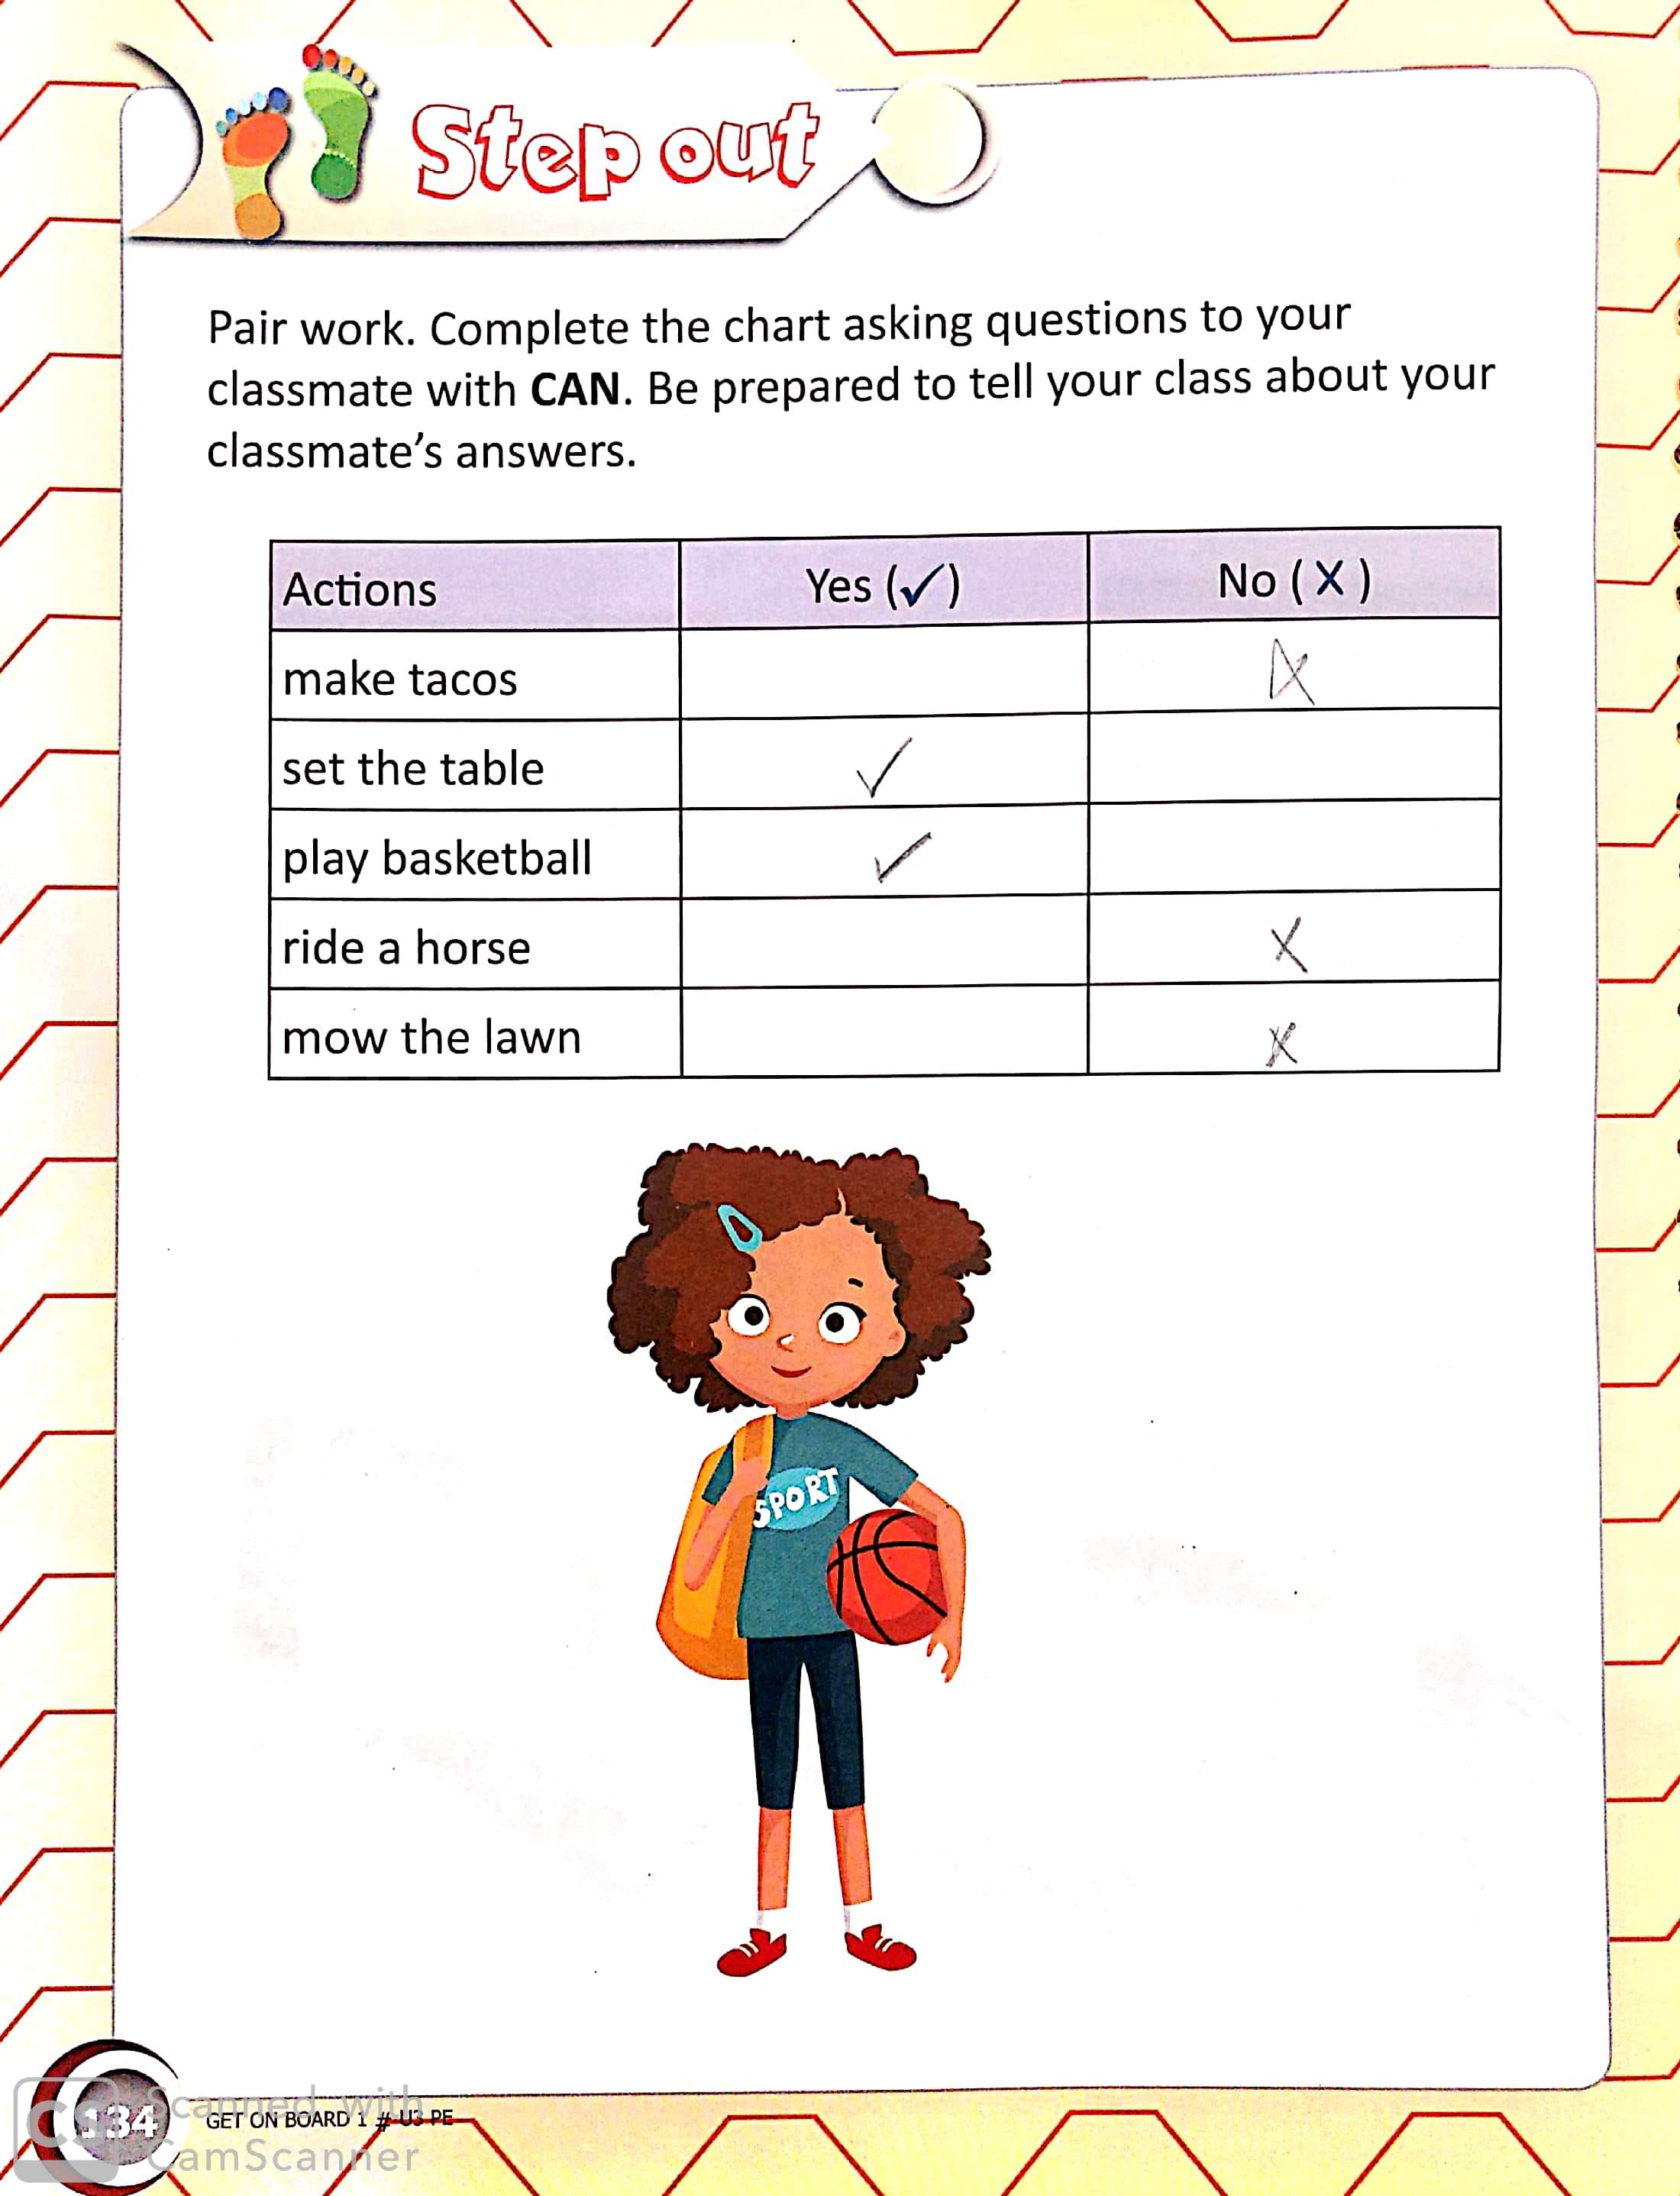 Step out
Pair work. Complete the chart asking questions to your
classmate with CAN. Be prepared to tell your class about your
classmate's answers.
Actions Yes (✓) No (X)
make tacos X
set the table ✓
play basketball ✓
ride a horse X
mow the lawn X
SPORT
134 GET ON BOARD 1 # U3 PE
CS Scanned with
CamScanner